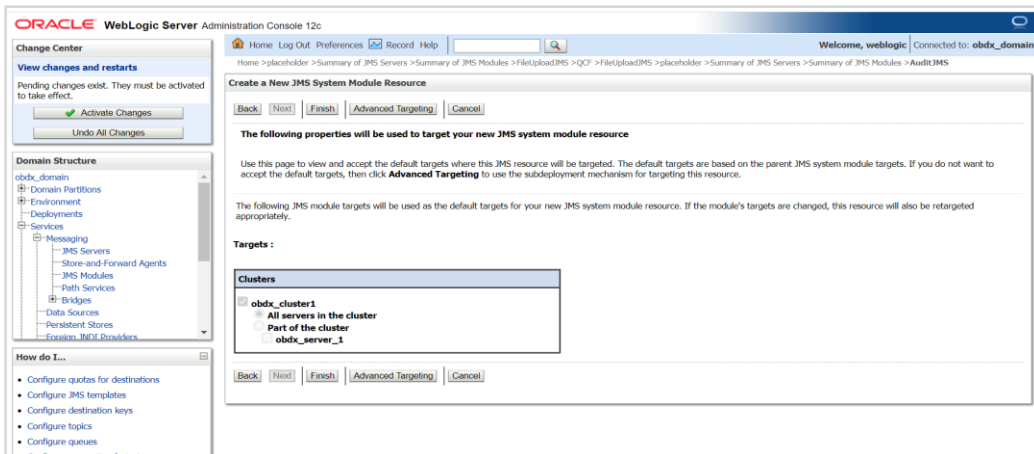 ORACLE WebLogic Server Administration Console 12c
Change Center
View changes and restarts
Pending changes exist. They must be activated
to take effect.
Activate Changes
Undo All Changes
Domain Structure
obdx_domain
Domain Partitions
Environment
Deployments
Services
Messaging
JMS Servers
Store-and-Forward Agents
JMS Modules
Path Services
Bridges
Data Sources
Persistent Stores
Foreign JNDI Providers
How do I...
Configure quotas for destinations
Configure JMS templates
Configure destination keys
Configure topics
Configure queues
Home Log Out Preferences Record Help
Welcome, weblogic Connected to: obdx_domain
Home >placeholder >Summary of JMS Servers >Summary of JMS Modules >FileUploadJMS >QCF >FileUploadJMS >placeholder >Summary of JMS Servers >Summary of JMS Modules >AuditJMS
Create a New JMS System Module Resource
Back Next Finish Advanced Targeting Cancel
The following properties will be used to target your new JMS system module resource
Use this page to view and accept the default targets where this JMS resource will be targeted. The default targets are based on the parent JMS system module targets. If you do not want to
accept the default targets, then click Advanced Targeting to use the subdeployment mechanism for targeting this resource.
The following JMS module targets will be used as the default targets for your new JMS system module resource. If the module's targets are changed, this resource will also be retargeted
appropriately.
Targets :
Clusters
obdx_cluster1
All servers in the cluster
Part of the cluster
obdx_server_1
Back Next Finish Advanced Targeting Cancel